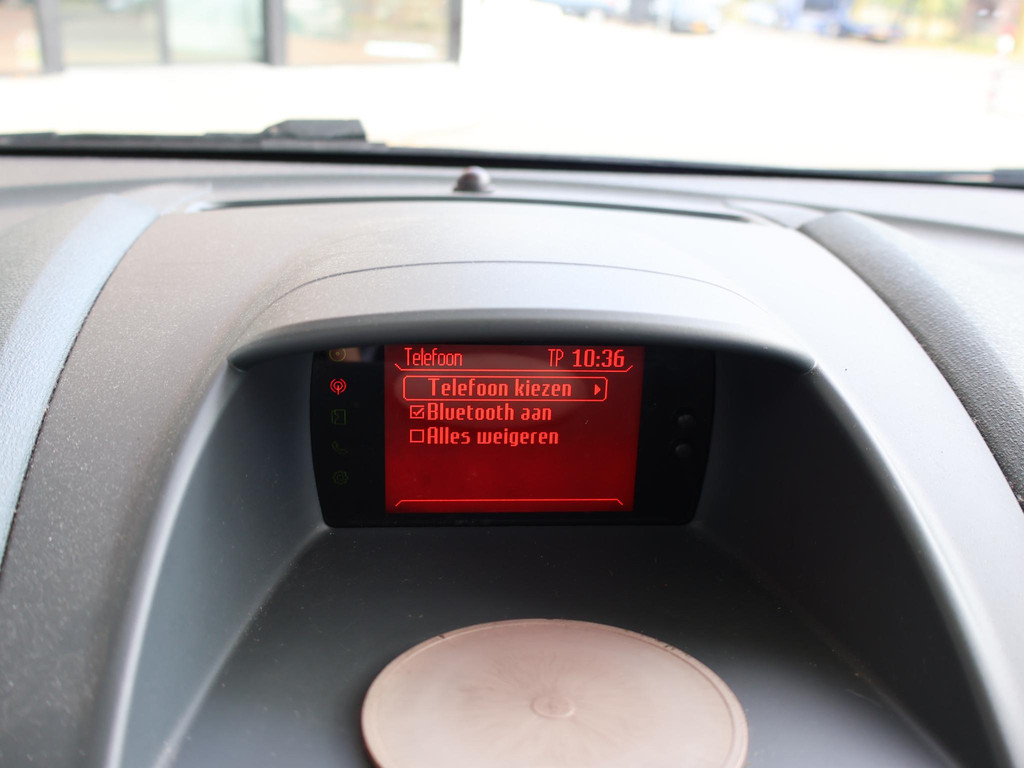 Telefoon TP 10:36
Telefoon kiezen
Bluetooth aan
Alles weigeren